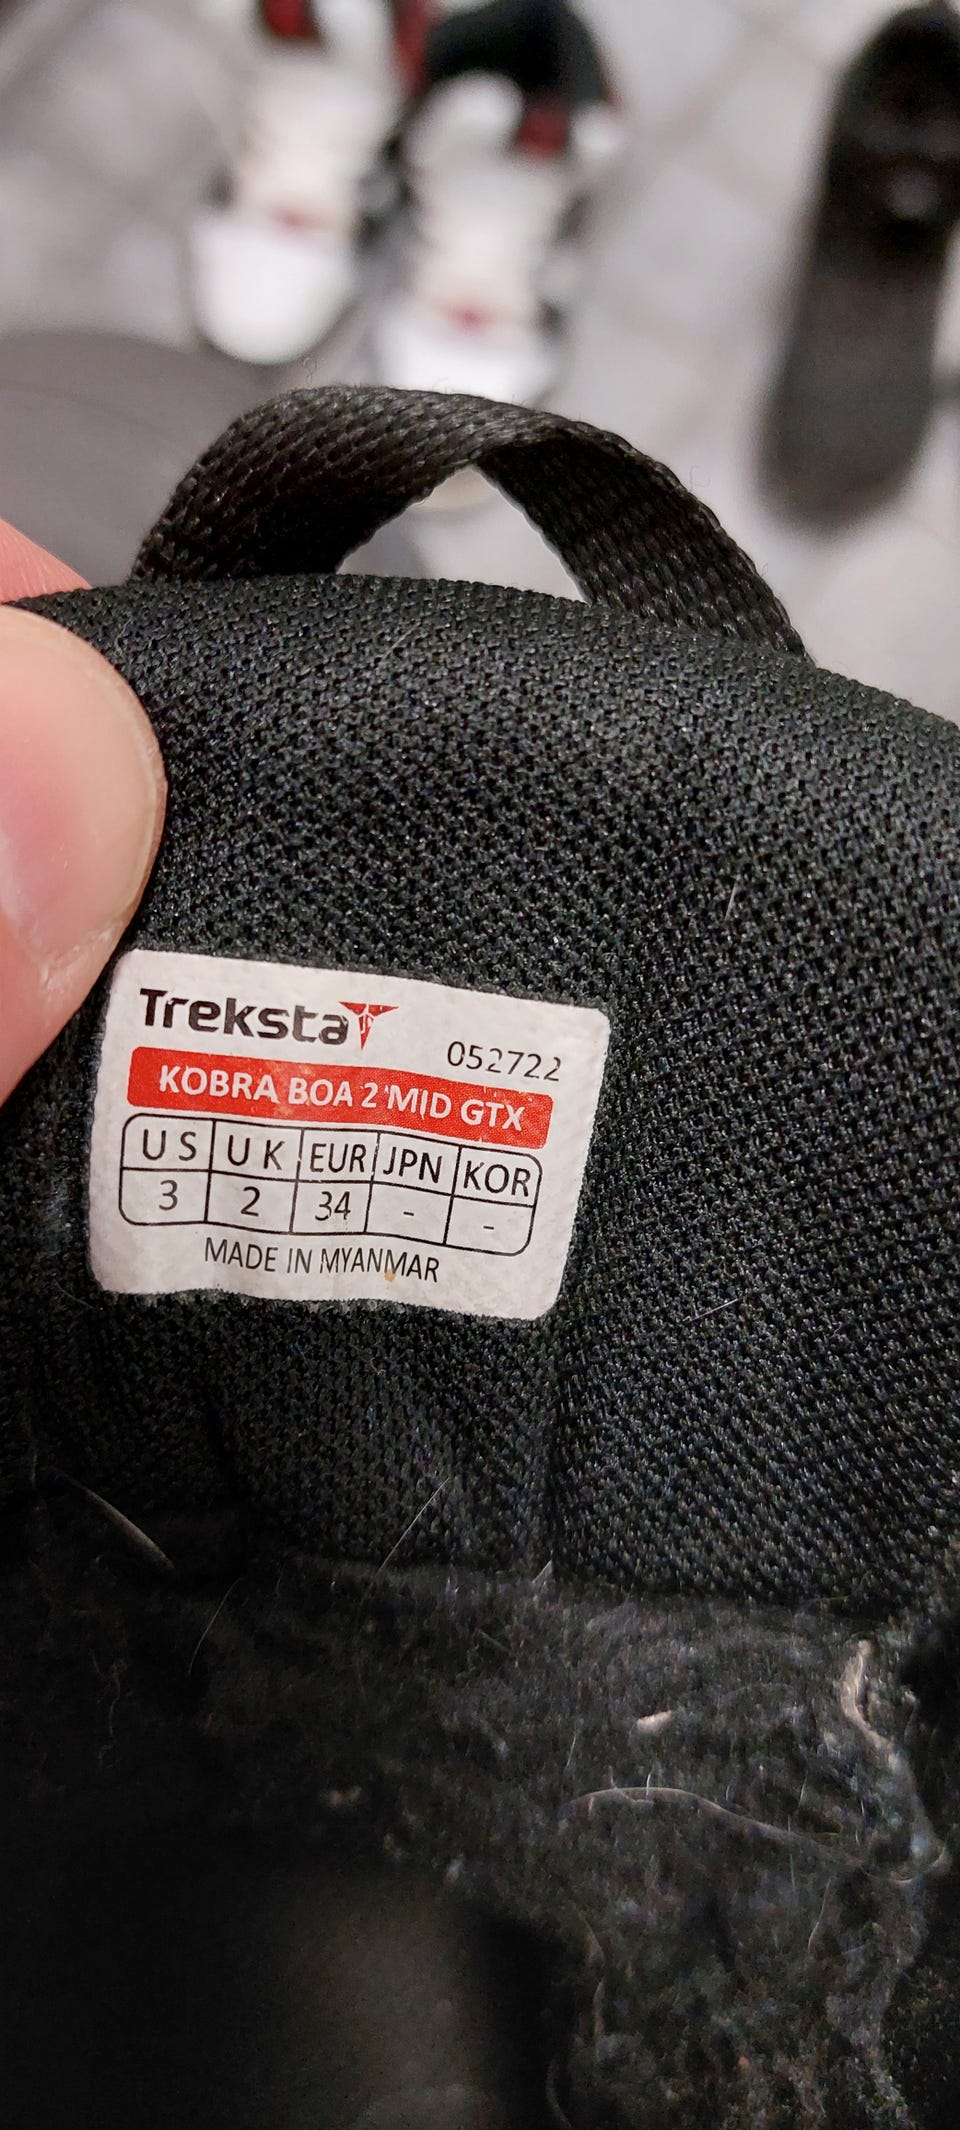 Treksta
052722
KOBRA BOA 2 MID GTX
US UK EUR JPN KOR
3 2 34 - -
MADE IN MYANMAR